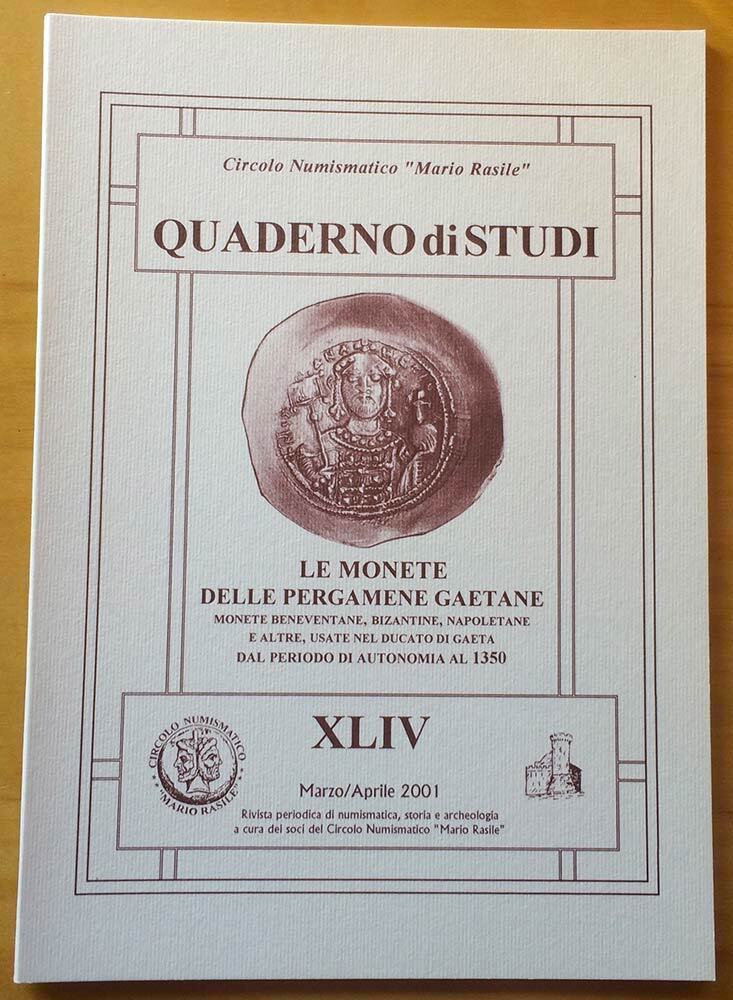 Circolo Numismatico "Mario Rasile"
QUADERNO di STUDI
LE MONETE
DELLE PERGAMENE GAETANE
MONETE BENEVENTANE, BIZANTINE, NAPOLETANE
E ALTRE, USATE NEL DUCATO DI GAETA
DAL PERIODO DI AUTONOMIA AL 1350
XLIV
CIRCOLO NUMISMATICO
"MARIO RASILE"
Marzo/Aprile 2001
Rivista periodica di numismatica, storia e archeologia
a cura dei soci del Circolo Numismatico "Mario Rasile"